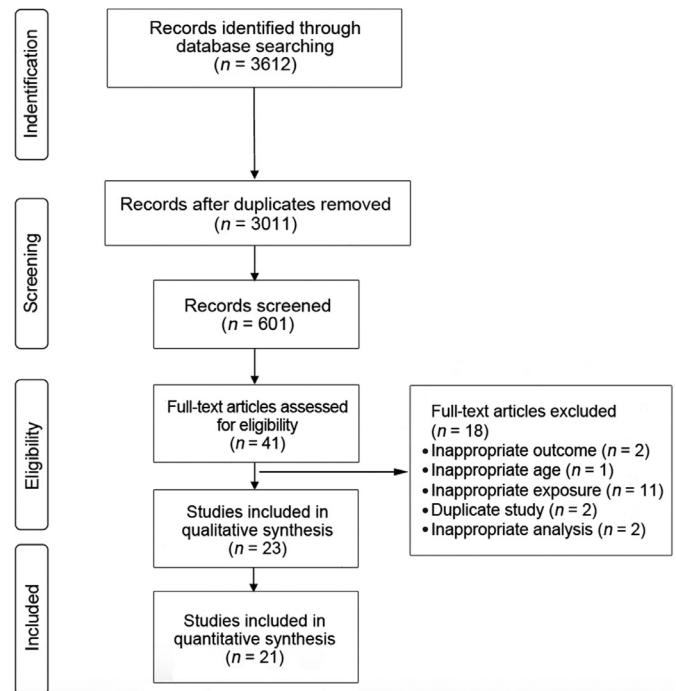 Indentification
Records identified through
database searching
(n = 3612)
Screening
Records after duplicates removed
(n = 3011)
Records screened
(n = 601)
Eligibility
Full-text articles assessed
for eligibility
(n = 41)
Full-text articles excluded
(n = 18)
• Inappropriate outcome (n = 2)
• Inappropriate age (n = 1)
• Inappropriate exposure (n = 11)
• Duplicate study (n = 2)
• Inappropriate analysis (n = 2)
Studies included in
qualitative synthesis
(n = 23)
Included
Studies included in
quantitative synthesis
(n = 21)